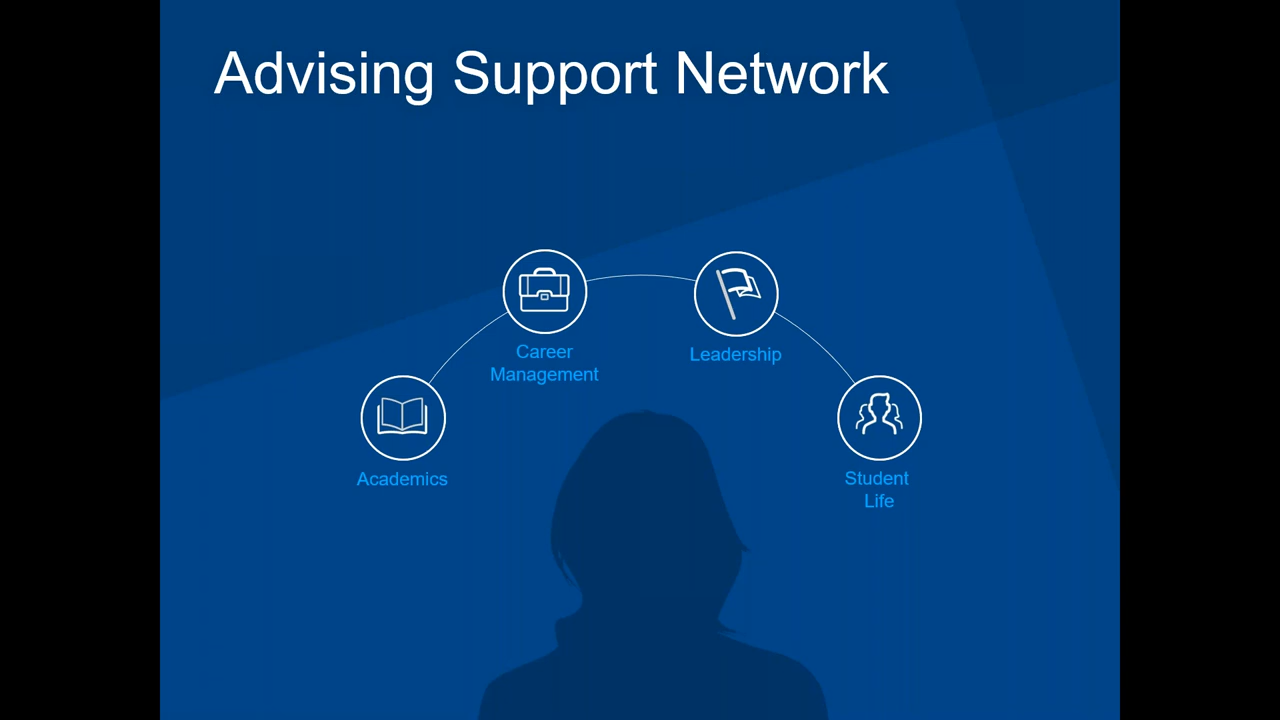 Advising Support Network
Career
Management
Leadership
Academics
Student
Life